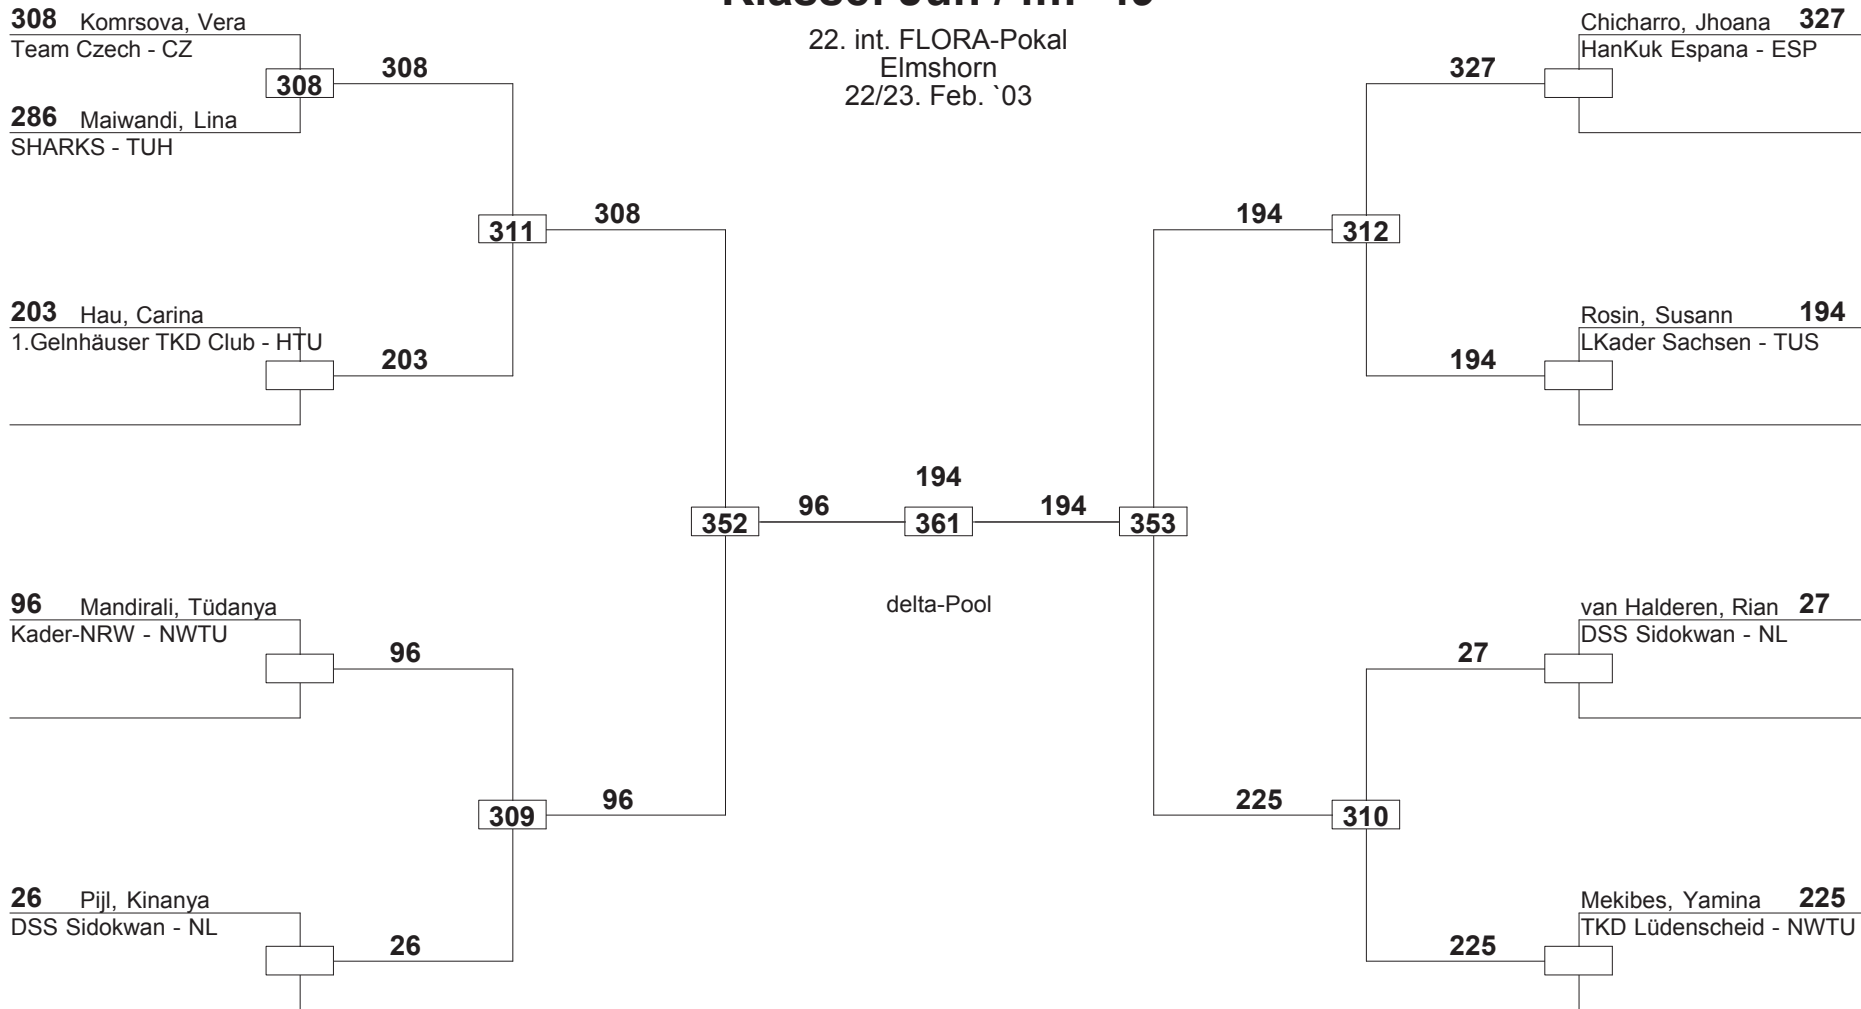 308 Komrsova, Vera
Team Czech - CZ
308
308
286 Maiwandi, Lina
SHARKS - TUH
311
308
203 Hau, Carina
1.Gelnhäuser TKD Club - HTU
203
22. int. FLORA-Pokal
Elmshorn
22/23. Feb. `03
Chicharro, Jhoana 327
HanKuk Espana - ESP
327
194
312
Rosin, Susann 194
LKader Sachsen - TUS
194
194
352
96
361
194
353
delta-Pool
96 Mandirali, Tüdanya
Kader-NRW - NWTU
96
309
96
26 Pijl, Kinanya
DSS Sidokwan - NL
26
van Halderen, Rian 27
DSS Sidokwan - NL
27
225
310
Mekibes, Yamina 225
TKD Lüdenscheid - NWTU
225